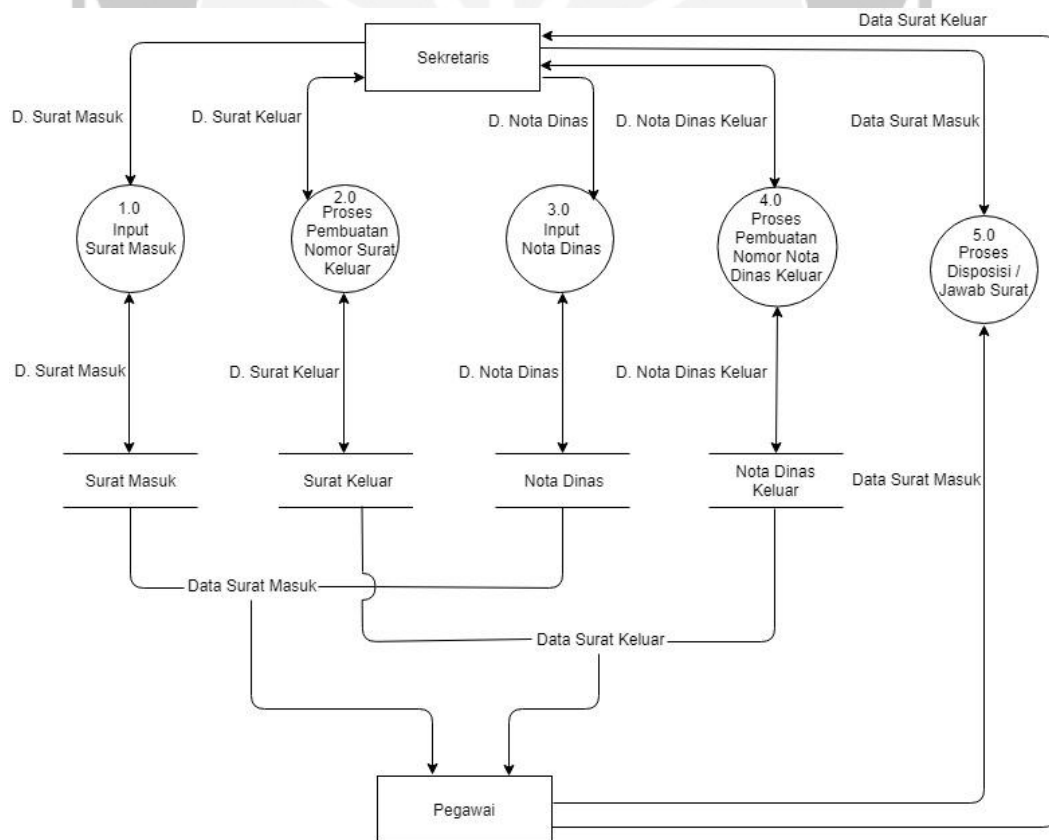 Data Surat Keluar
Sekretaris
D. Surat Masuk
D. Surat Keluar
D. Nota Dinas
D. Nota Dinas Keluar
Data Surat Masuk
1.0
Input
Surat Masuk
2.0
Proses
Pembuatan
Nomor Surat
Keluar
3.0
Input
Nota Dinas
4.0
Proses
Pembuatan
Nomor Nota
Dinas Keluar
5.0
Proses
Disposisi /
Jawab Surat
D. Surat Masuk
D. Surat Keluar
D. Nota Dinas
D. Nota Dinas Keluar
Surat Masuk
Surat Keluar
Nota Dinas
Nota Dinas
Keluar
Data Surat Masuk
Data Surat Masuk
Data Surat Keluar
Pegawai